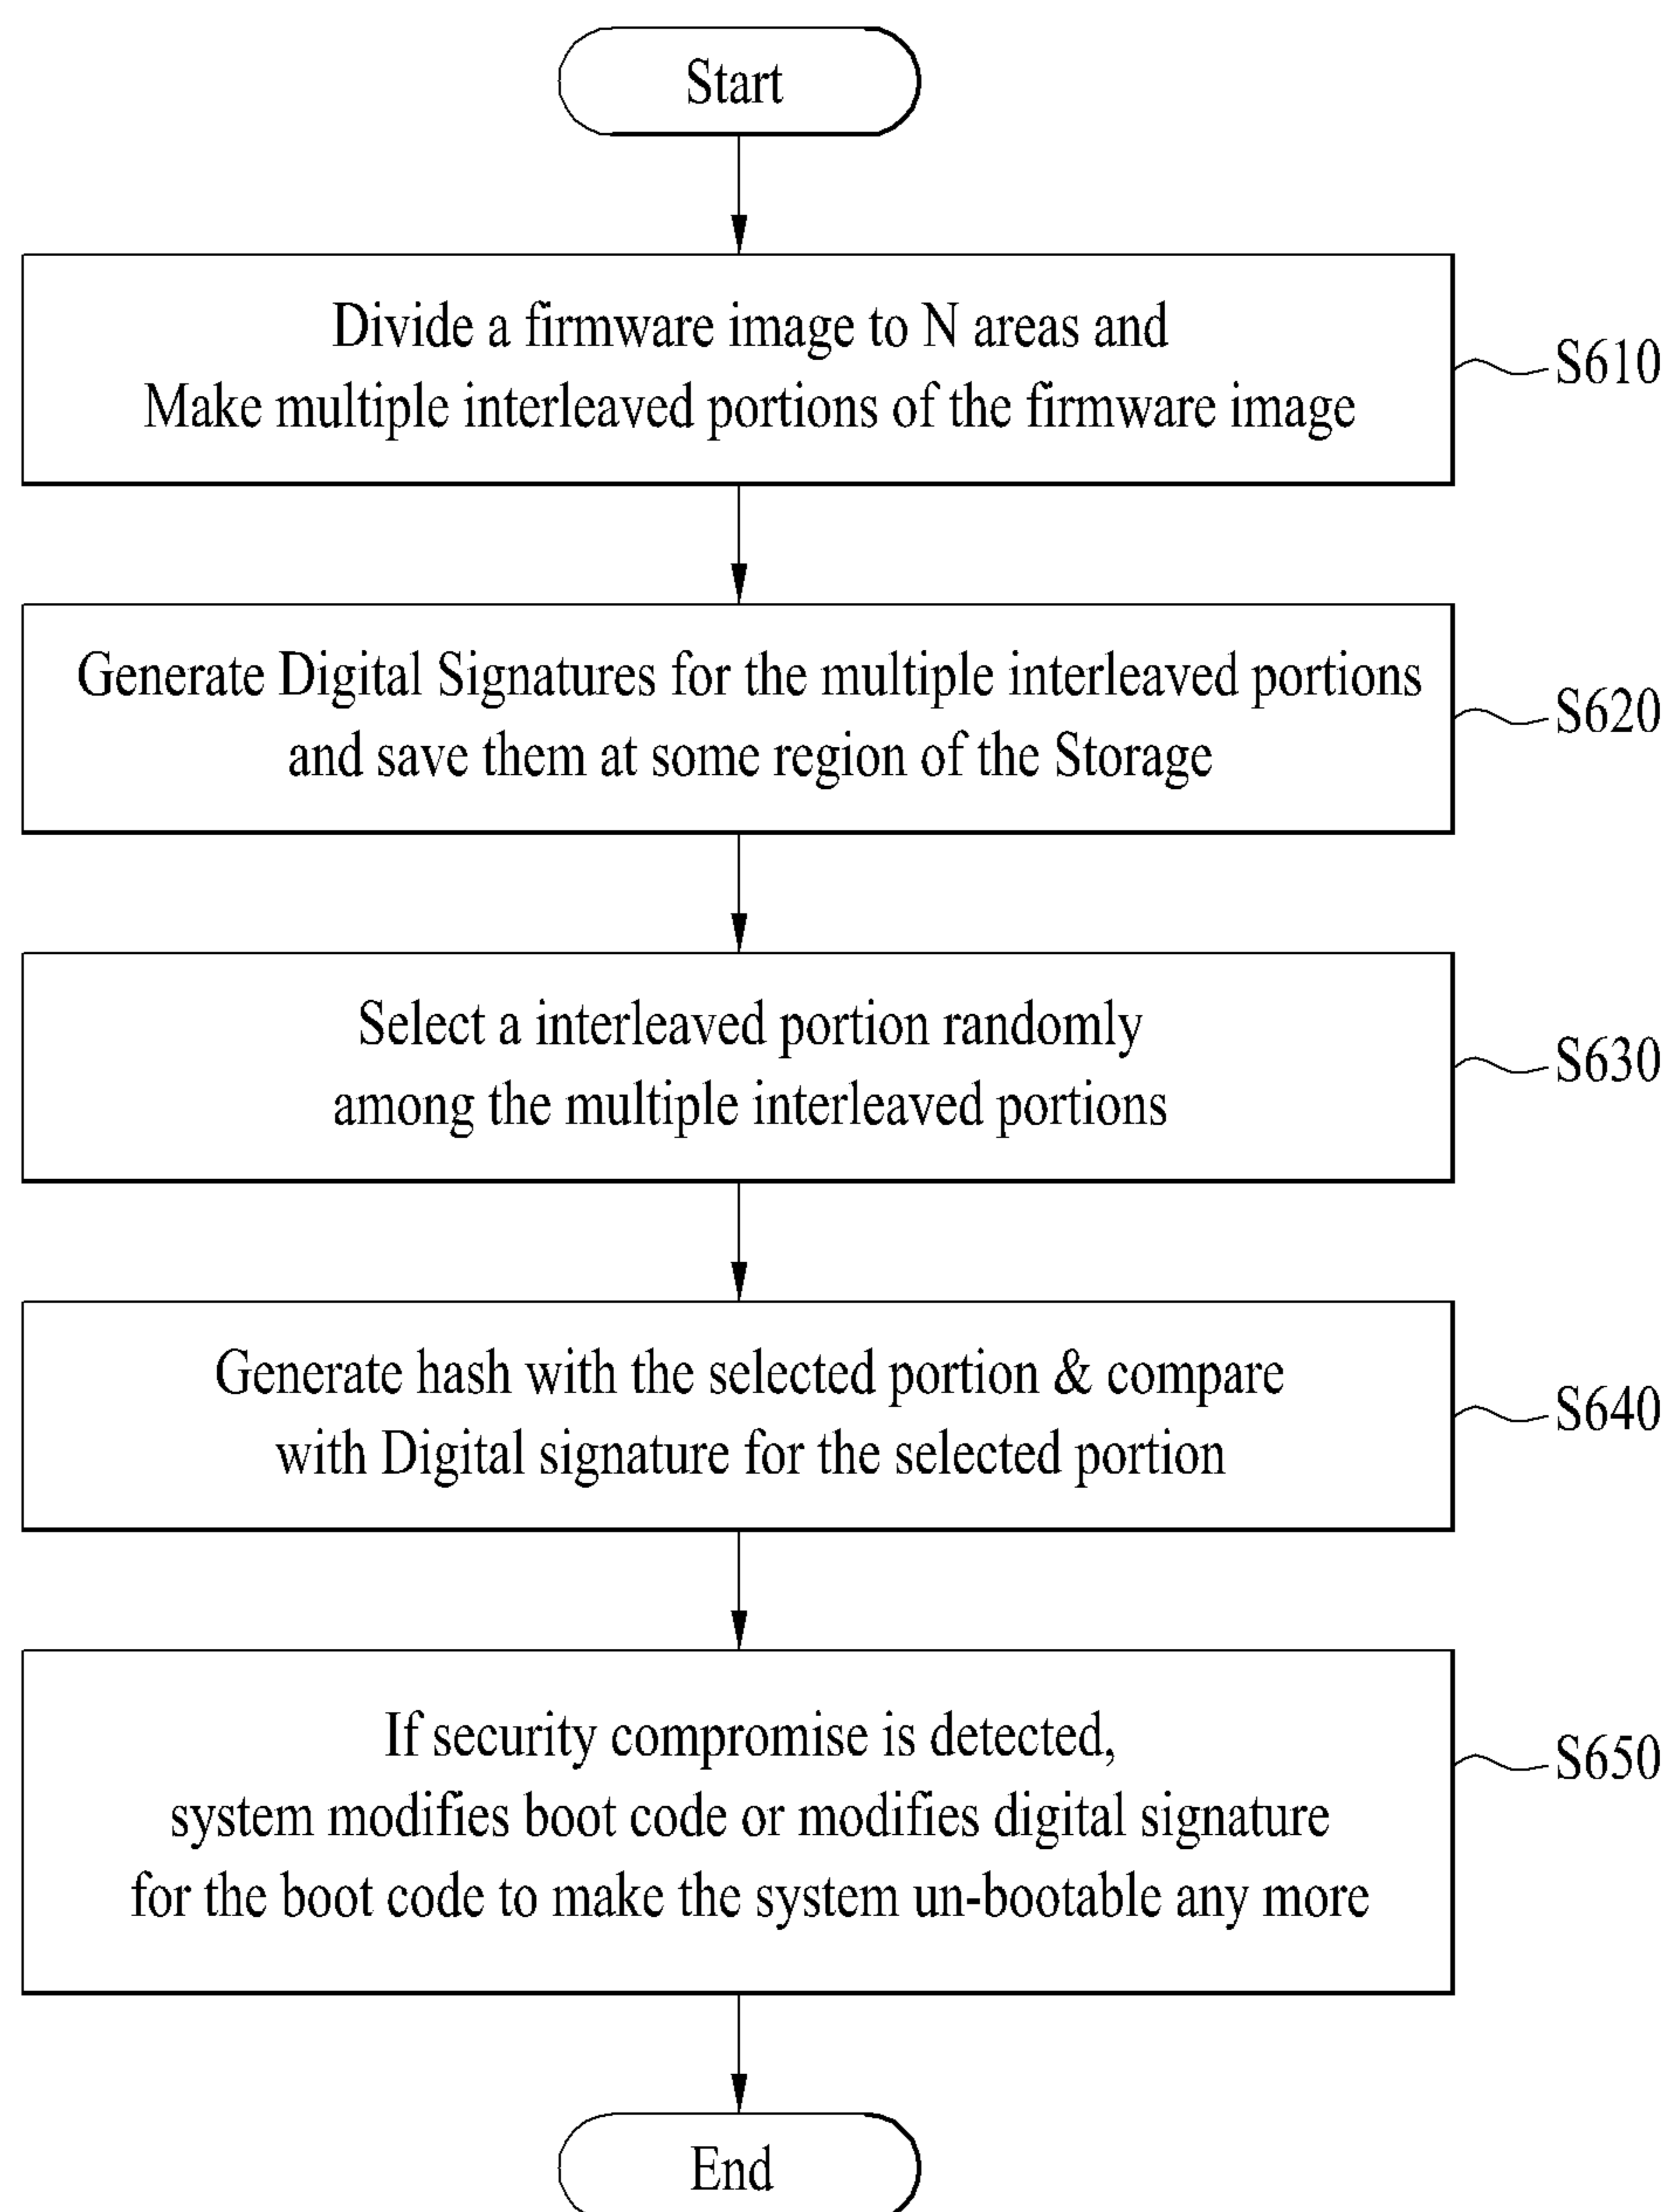 Start
Divide a firmware image to N areas and
Make multiple interleaved portions of the firmware image
S610
Generate Digital Signatures for the multiple interleaved portions
and save them at some region of the Storage
S620
Select a interleaved portion randomly
among the multiple interleaved portions
S630
Generate hash with the selected portion & compare
with Digital signature for the selected portion
S640
If security compromise is detected,
system modifies boot code or modifies digital signature
for the boot code to make the system un-bootable any more
S650
End